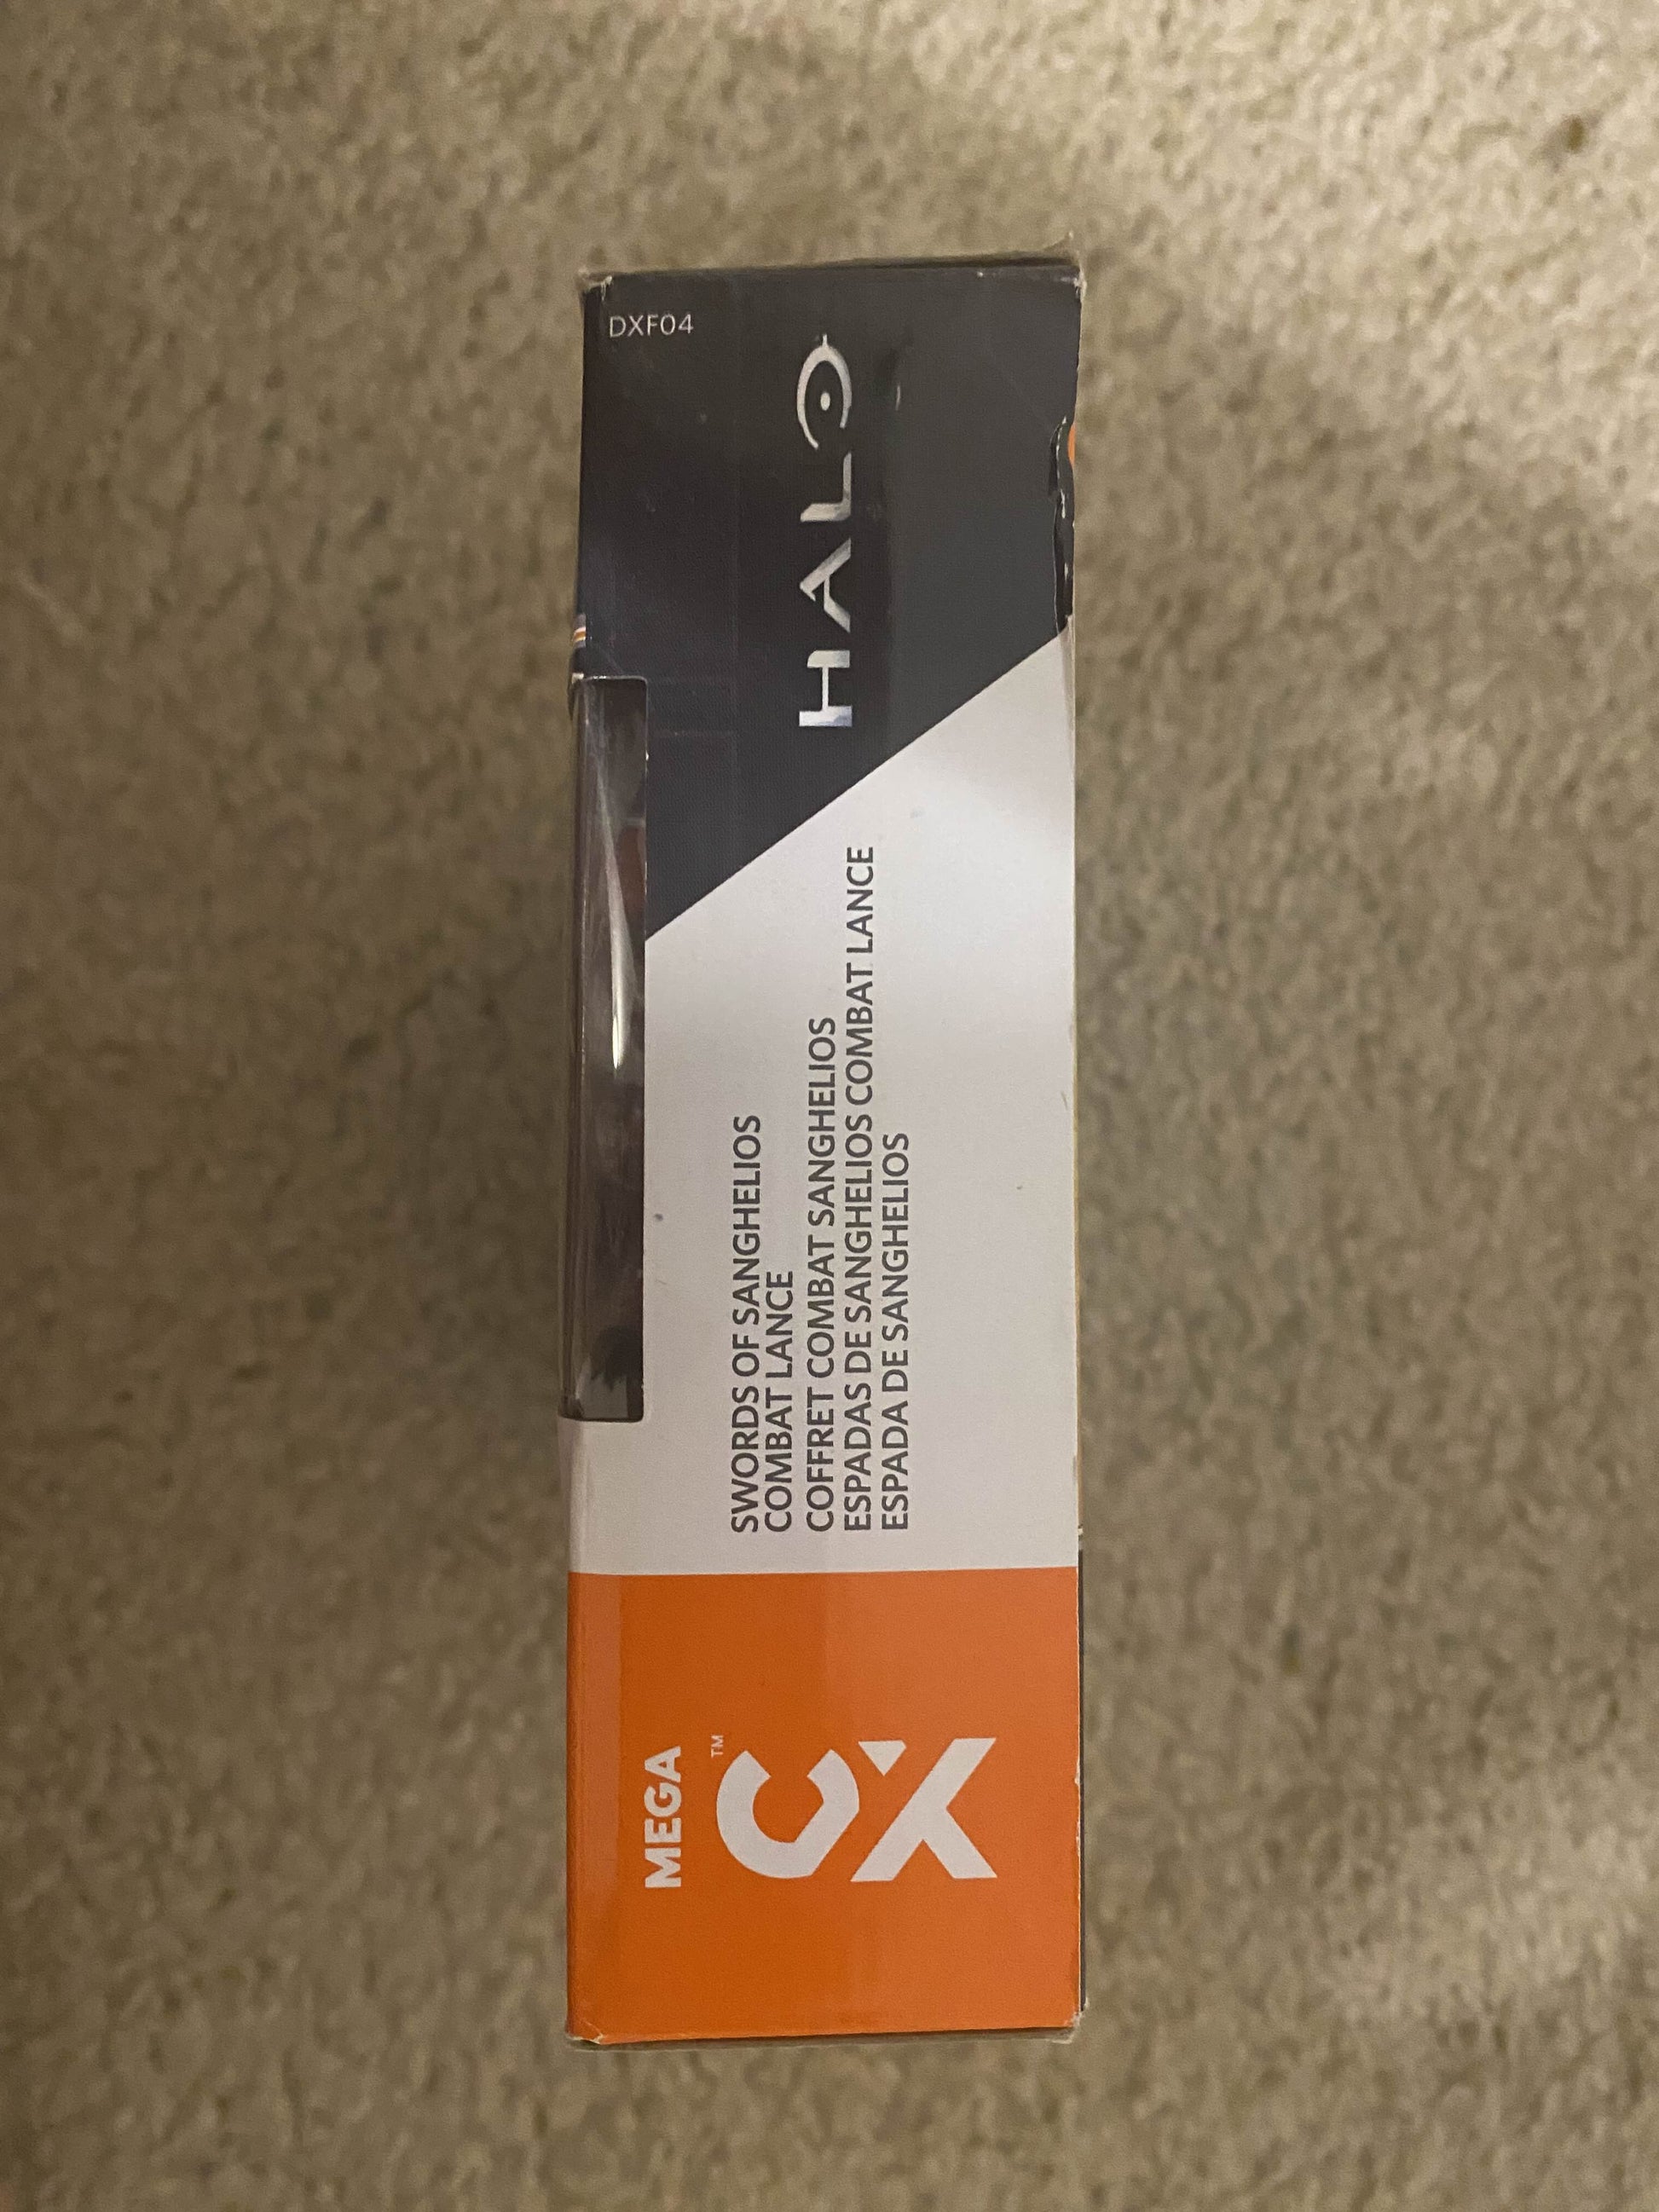 DXF04
HALO
SWORDS OF SANGHELIOS
COMBAT LANCE
COFFRET COMBAT SANGHELIOS
ESPADAS DE SANGHELIOS COMBAT LANCE
ESPADA DE SANGHELIOS
MEGA
CX
TM